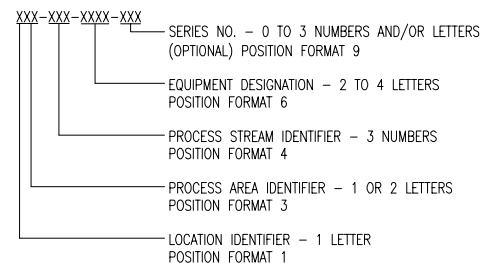 XXX-XXX-XXXX-XXX
SERIES NO. – 0 TO 3 NUMBERS AND/OR LETTERS
(OPTIONAL) POSITION FORMAT 9
EQUIPMENT DESIGNATION – 2 TO 4 LETTERS
POSITION FORMAT 6
PROCESS STREAM IDENTIFIER – 3 NUMBERS
POSITION FORMAT 4
PROCESS AREA IDENTIFIER – 1 OR 2 LETTERS
POSITION FORMAT 3
LOCATION IDENTIFIER – 1 LETTER
POSITION FORMAT 1